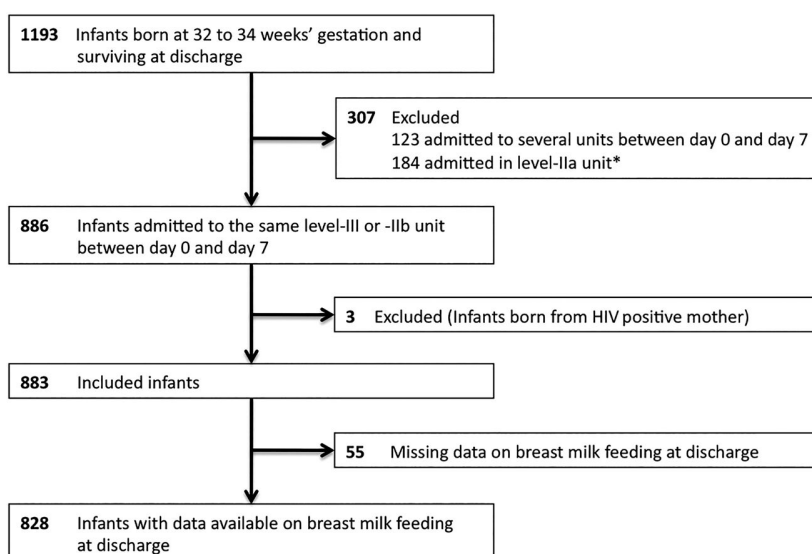 1193 Infants born at 32 to 34 weeks' gestation and
surviving at discharge
307 Excluded
123 admitted to several units between day 0 and day 7
184 admitted in level-IIa unit*
886 Infants admitted to the same level-III or -IIb unit
between day 0 and day 7
3 Excluded (Infants born from HIV positive mother)
883 Included infants
55 Missing data on breast milk feeding at discharge
828 Infants with data available on breast milk feeding
at discharge